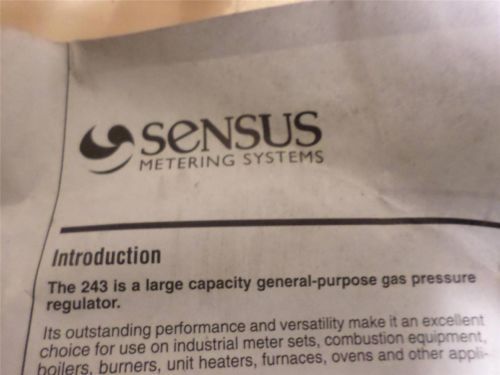 SENSUS
METERING SYSTEMS
Introduction
The 243 is a large capacity general-purpose gas pressure
regulator.
Its outstanding performance and versatility make it an excellent
choice for use on industrial meter sets, combustion equipment,
boilers, burners, unit heaters, furnaces, ovens and other appli-